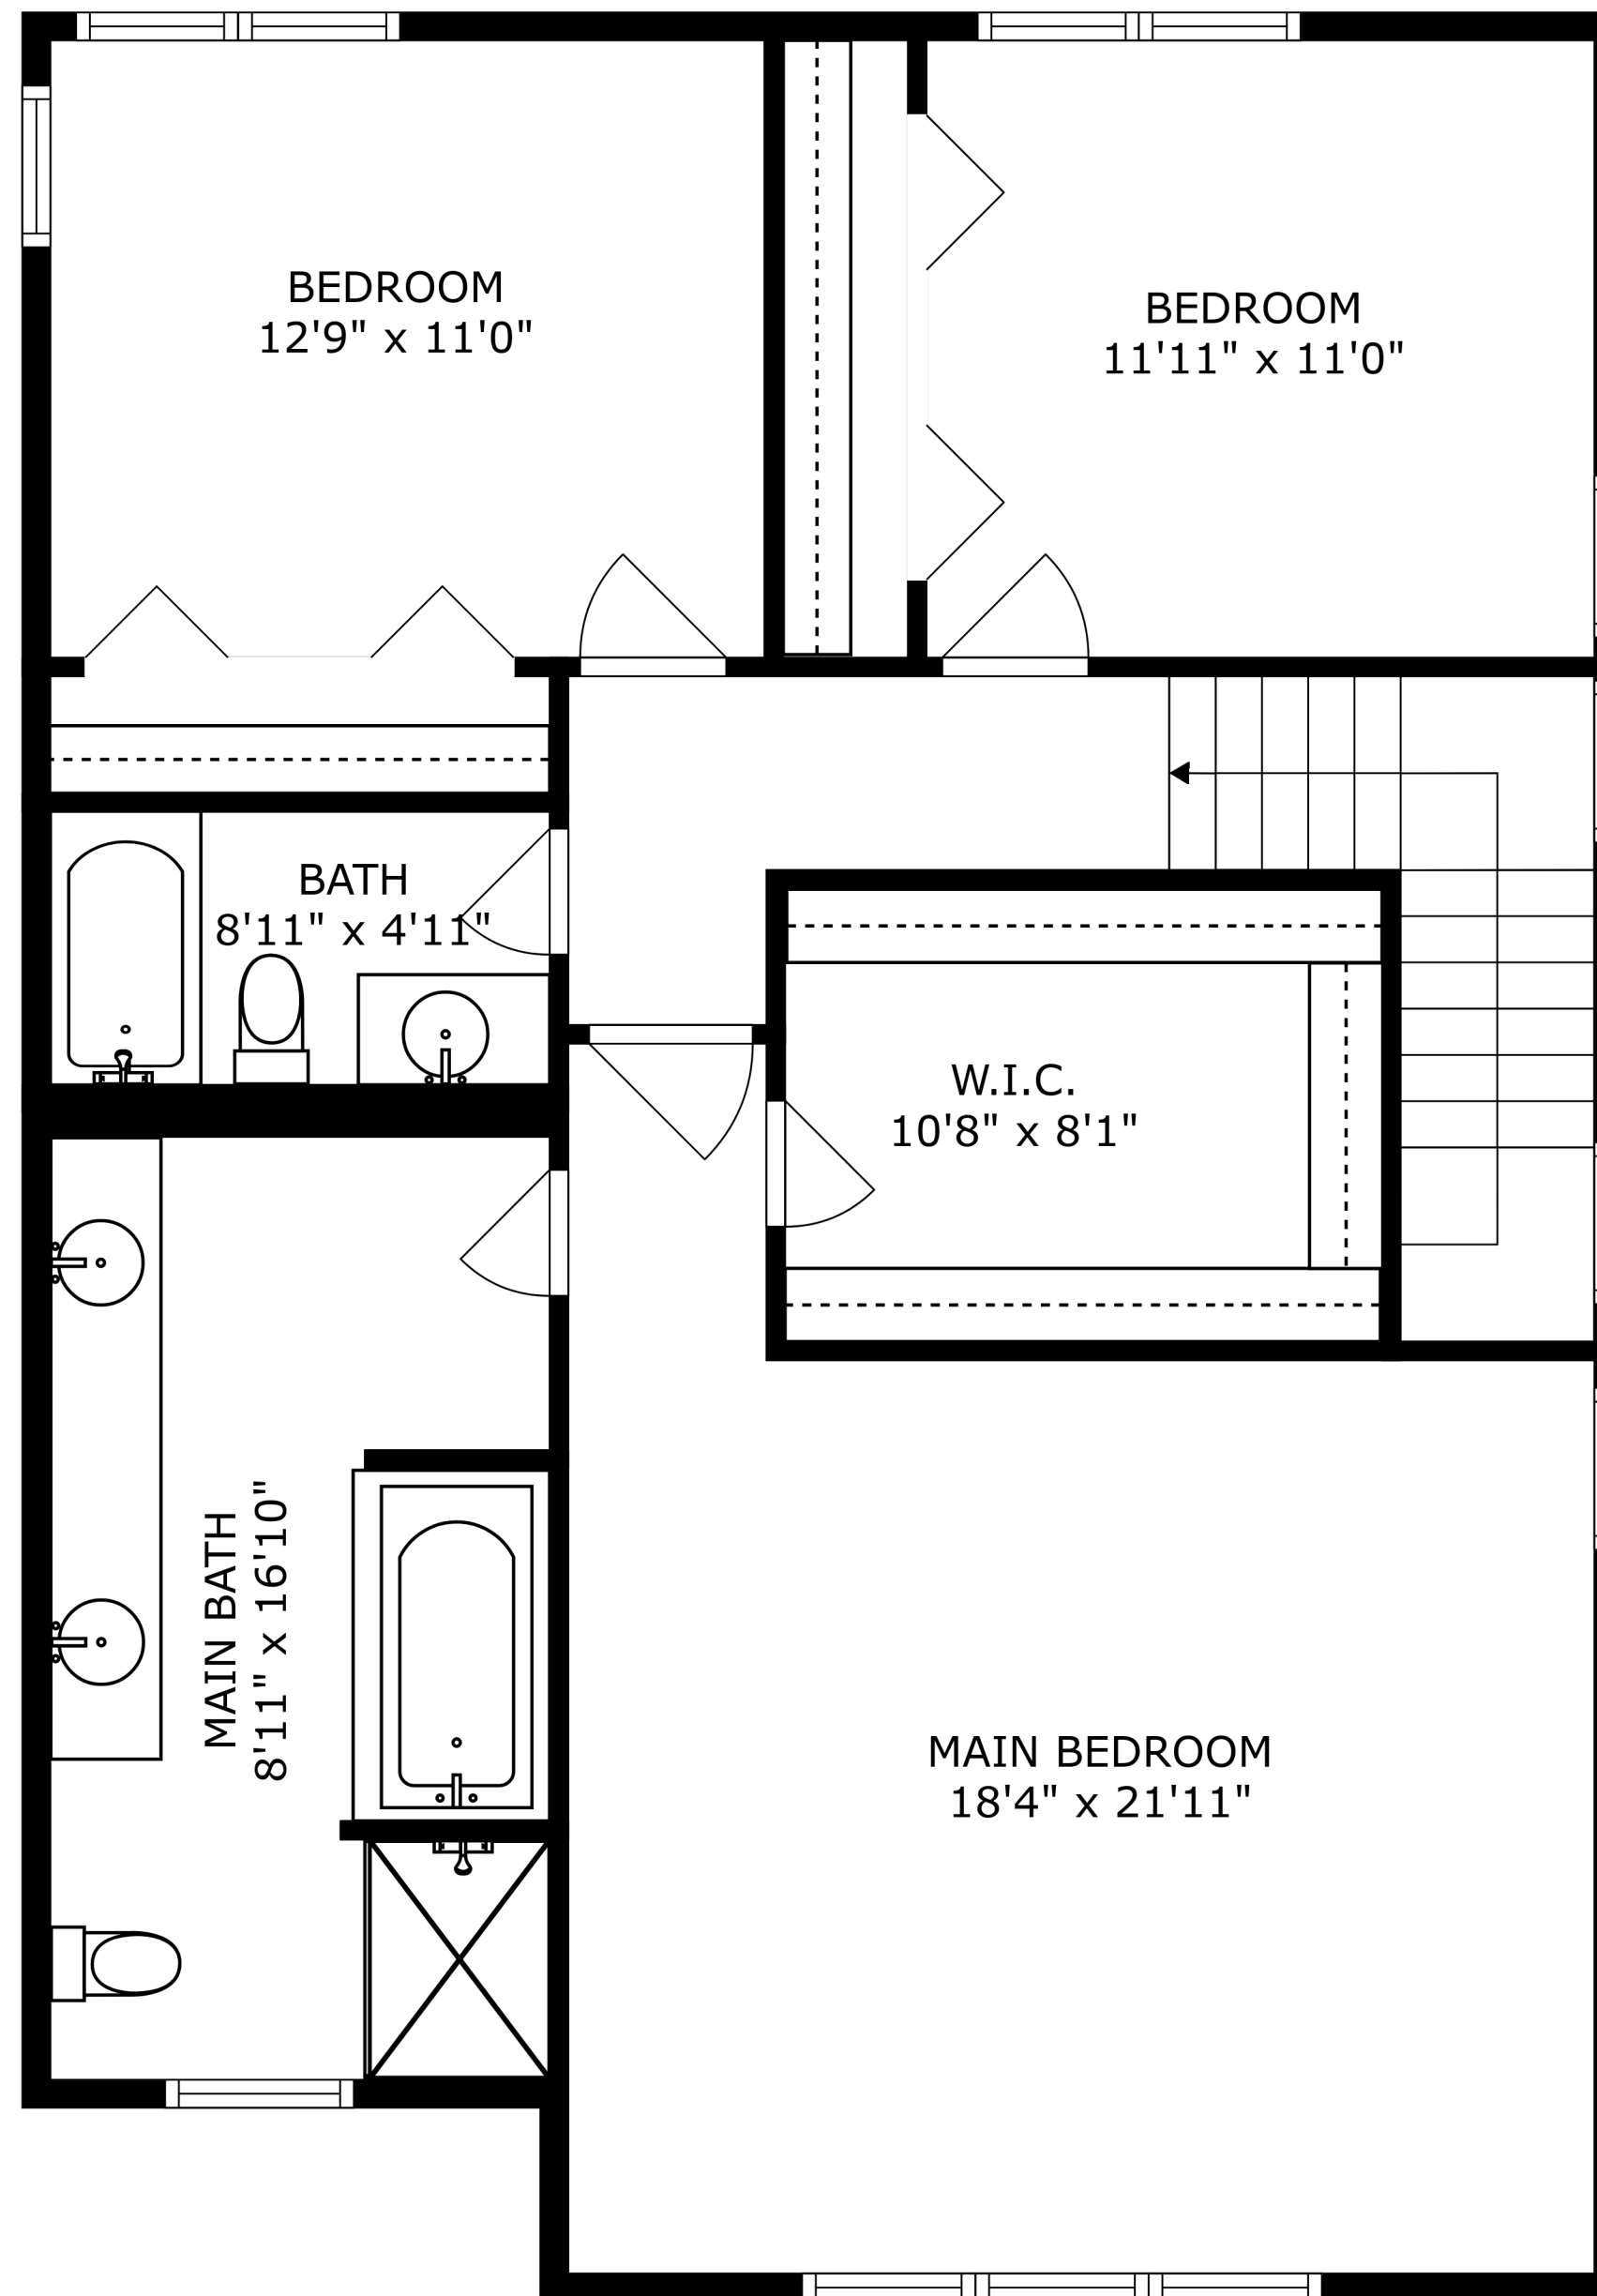 BEDROOM
12'9" x 11'0"
BEDROOM
11'11" x 11'0"
BATH
8'11" x 4'11"
W.I.C.
10'8" x 8'1"
MAIN BATH
8'11" x 16'10"
MAIN BEDROOM
18'4" x 21'11"